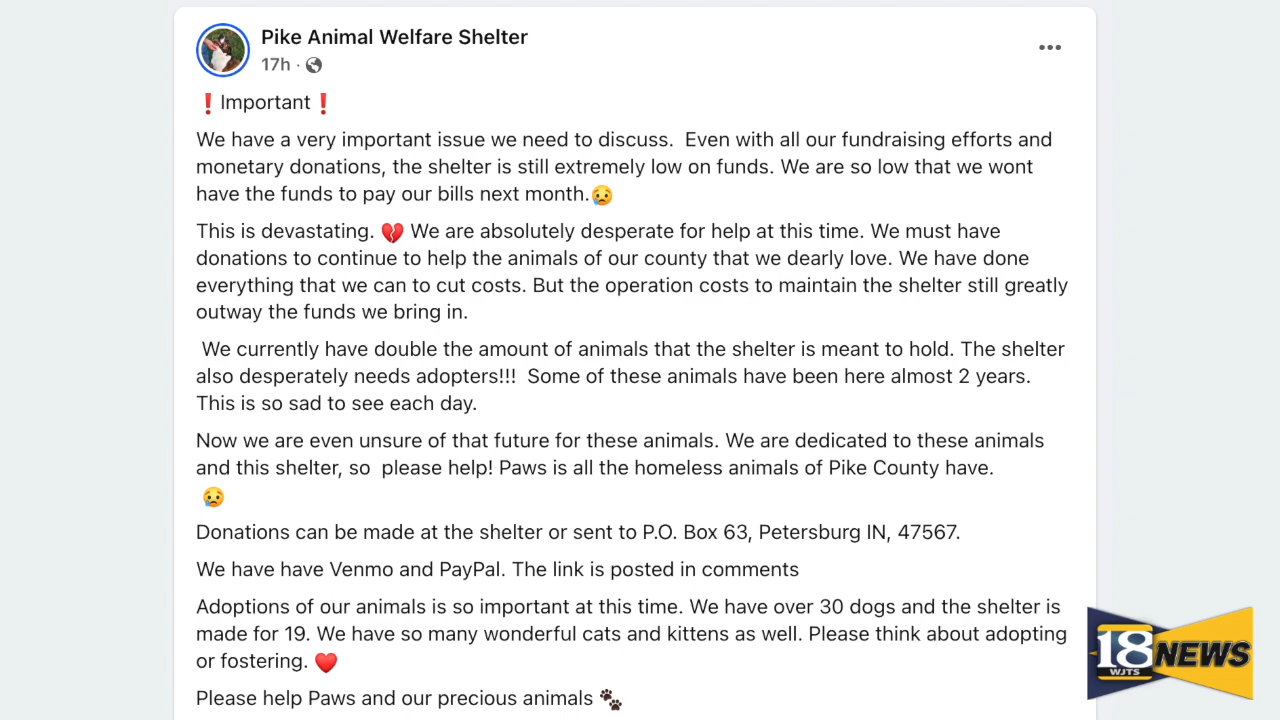 Pike Animal Welfare Shelter
17h ·
❗Important❗
We have a very important issue we need to discuss.  Even with all our fundraising efforts and
monetary donations, the shelter is still extremely low on funds. We are so low that we wont
have the funds to pay our bills next month.😥
This is devastating. 💔 We are absolutely desperate for help at this time. We must have
donations to continue to help the animals of our county that we dearly love. We have done
everything that we can to cut costs. But the operation costs to maintain the shelter still greatly
outway the funds we bring in.
We currently have double the amount of animals that the shelter is meant to hold. The shelter
also desperately needs adopters!!!  Some of these animals have been here almost 2 years.
This is so sad to see each day.
Now we are even unsure of that future for these animals. We are dedicated to these animals
and this shelter, so  please help! Paws is all the homeless animals of Pike County have.
😥
Donations can be made at the shelter or sent to P.O. Box 63, Petersburg IN, 47567.
We have have Venmo and PayPal. The link is posted in comments
Adoptions of our animals is so important at this time. We have over 30 dogs and the shelter is
made for 19. We have so many wonderful cats and kittens as well. Please think about adopting
or fostering. ❤️
Please help Paws and our precious animals 🐾
18 NEWS
WJTS